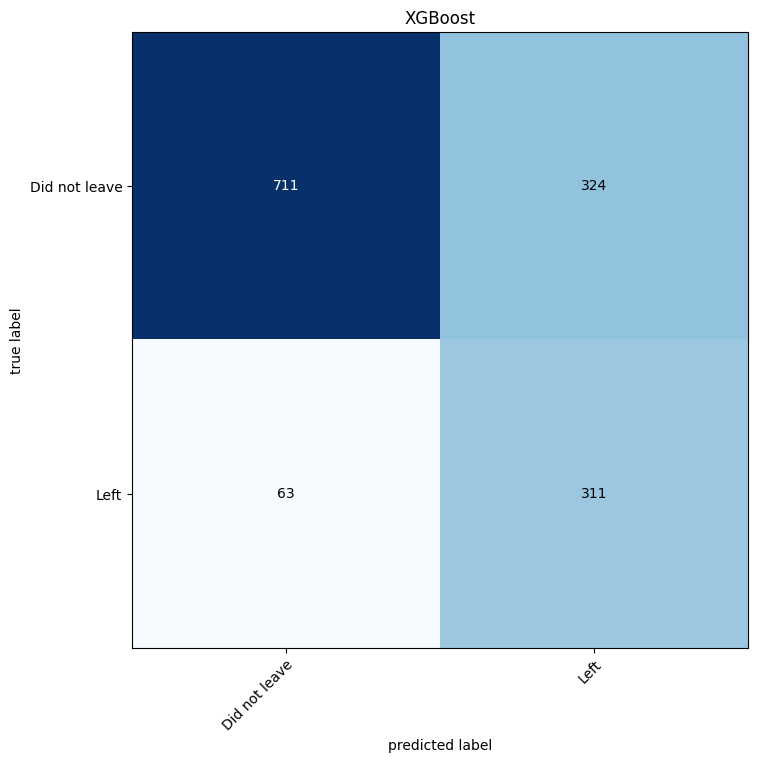 XGBoost
Did not leave
711
324
true label
Left
63
311
Did not leave
Left
predicted label